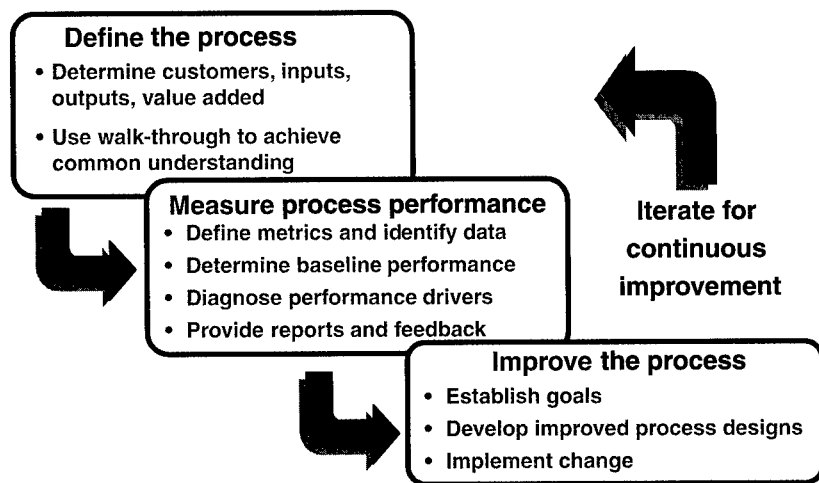 Define the process
• Determine customers, inputs,
outputs, value added
• Use walk-through to achieve
common understanding
Measure process performance
• Define metrics and identify data
• Determine baseline performance
• Diagnose performance drivers
• Provide reports and feedback
Improve the process
• Establish goals
• Develop improved process designs
• Implement change
Iterate for
continuous
improvement